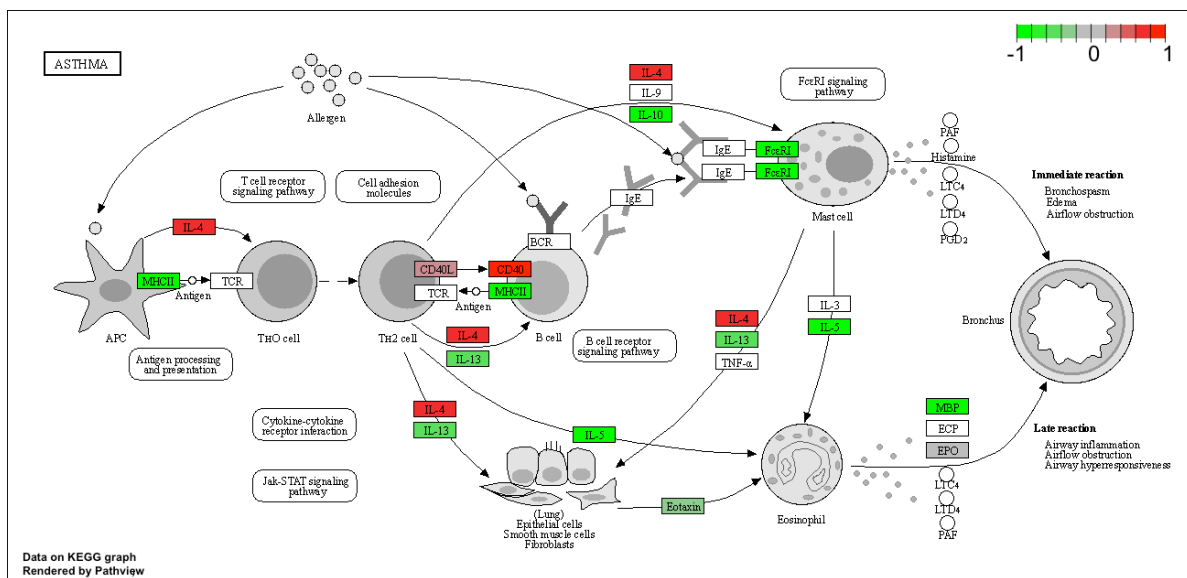 -1 0 1
ASTHMA
Allergen
IL-4
IL-9
IL-10
FcεRI signaling
pathway
T cell receptor
signaling pathway
Cell adhesion
molecules
IgE
FcεRI
IgE
FcεRI
IgE
Mast cell
PAF
Histamine
LTC4
LTD4
PGD2
Immediate reaction
Bronchospasm
Edema
Airflow obstruction
IL-4
MHCII
Antigen
TCR
APC
TH0 cell
CD40L
CD40
TCR
Antigen
MHCII
BCR
TH2 cell
B cell
IL-4
IL-13
B cell receptor
signaling pathway
Antigen processing
and presentation
IL-4
IL-13
TNF-α
IL-3
IL-5
Bronchus
Cytokine-cytokine
receptor interaction
Jak-STAT signaling
pathway
IL-4
IL-13
IL-5
(Lung)
Epithelial cells
Smooth muscle cells
Fibroblasts
Eotaxin
Eosinophil
MBP
ECP
EPO
LTC4
LTD4
PAF
Late reaction
Airway inflammation
Airflow obstruction
Airway hyperresponsiveness
Data on KEGG graph
Rendered by Pathview